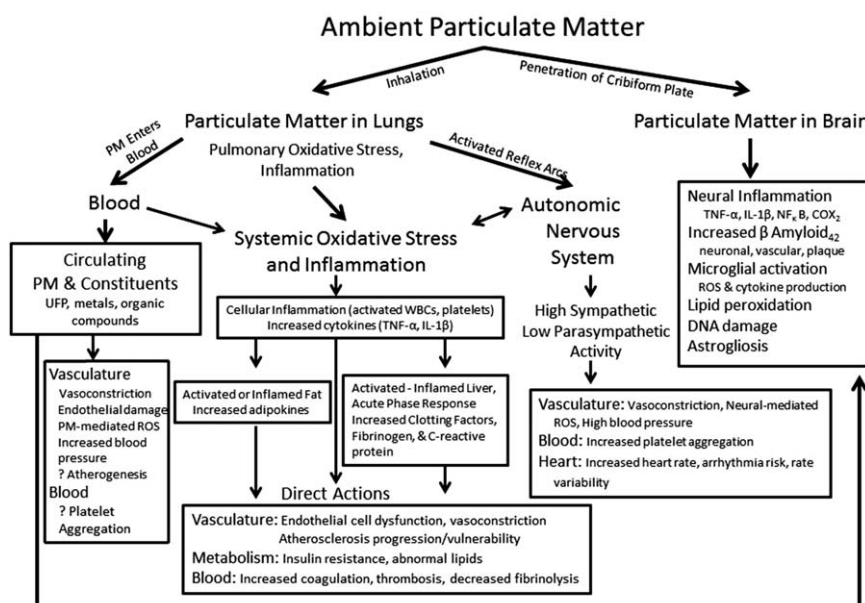 Ambient Particulate Matter
Inhalation
Penetration of Cribiform Plate
Particulate Matter in Lungs
Pulmonary Oxidative Stress,
Inflammation
Particulate Matter in Brain
PM Enters
Blood
Activated Reflex Arcs
Blood
Systemic Oxidative Stress
and Inflammation
Autonomic
Nervous
System
Neural Inflammation
TNF-α, IL-1β, NFκ B, COX₂
Increased β Amyloid₄₂
neuronal, vascular, plaque
Microglial activation
ROS & cytokine production
Lipid peroxidation
DNA damage
Astrogliosis
Circulating
PM & Constituents
UFP, metals, organic
compounds
Cellular Inflammation (activated WBCs, platelets)
Increased cytokines (TNF-α, IL-1β)
High Sympathetic
Low Parasympathetic
Activity
Vasculature
Vasoconstriction
Endothelial damage
PM-mediated ROS
Increased blood
pressure
? Atherogenesis
Blood
? Platelet
Aggregation
Activated or Inflamed Fat
Increased adipokines
Activated - Inflamed Liver,
Acute Phase Response
Increased Clotting Factors,
Fibrinogen, & C-reactive
protein
Vasculature: Vasoconstriction, Neural-mediated
ROS, High blood pressure
Blood: Increased platelet aggregation
Heart: Increased heart rate, arrhythmia risk, rate
variability
Direct Actions
Vasculature: Endothelial cell dysfunction, vasoconstriction
Atherosclerosis progression/vulnerability
Metabolism: Insulin resistance, abnormal lipids
Blood: Increased coagulation, thrombosis, decreased fibrinolysis